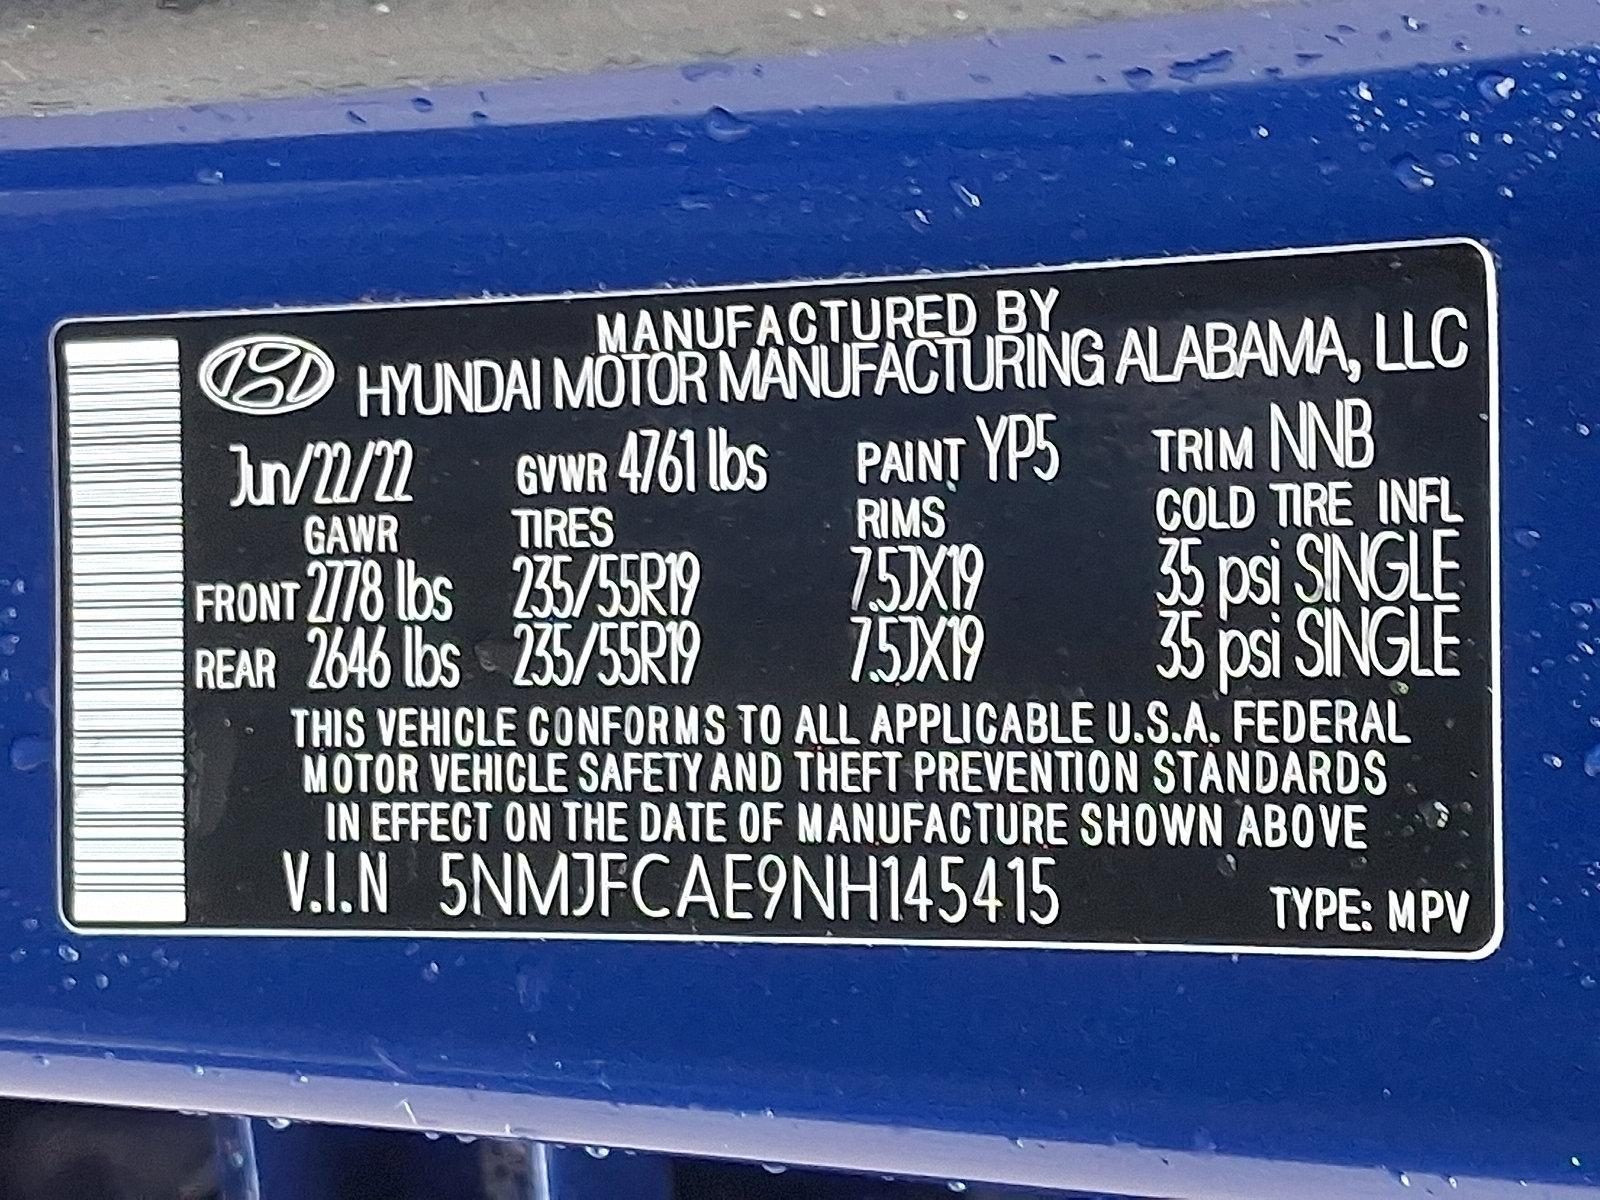 MANUFACTURED BY
HYUNDAI MOTOR MANUFACTURING ALABAMA, LLC
Jun/22/22 GVWR 4761 lbs PAINT YP5 TRIM NNB
GAWR TIRES RIMS COLD TIRE INFL
FRONT 2778 lbs 235/55R19 7.5JX19 35 psi SINGLE
REAR 2646 lbs 235/55R19 7.5JX19 35 psi SINGLE
THIS VEHICLE CONFORMS TO ALL APPLICABLE U.S.A. FEDERAL
MOTOR VEHICLE SAFETY AND THEFT PREVENTION STANDARDS
IN EFFECT ON THE DATE OF MANUFACTURE SHOWN ABOVE
V.I.N 5NMJFCAE9NH145415 TYPE: MPV